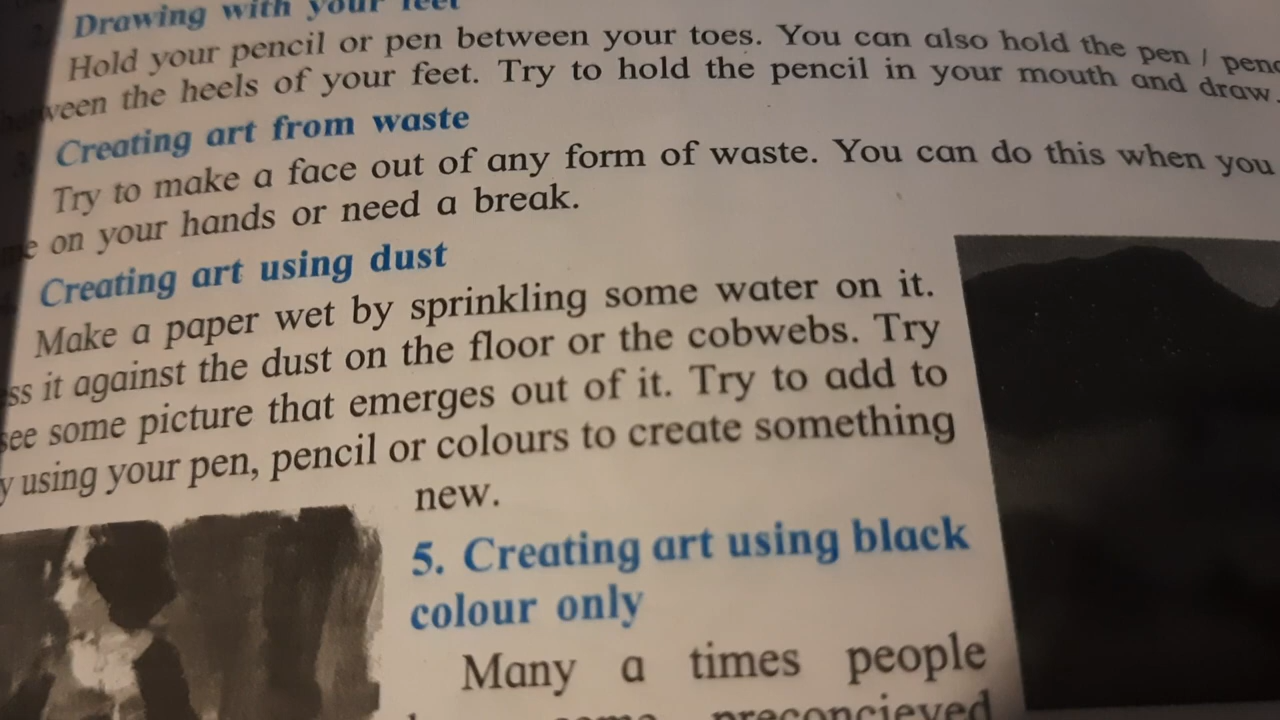 Drawing with your feet
Hold your pencil or pen between your toes. You can also hold the pen /
the heels of your feet. Try to hold the pencil in your mouth and draw.
Creating art from waste
Try to make a face out of any form of waste. You can do this when you
on your hands or need a break.
Creating art using dust
Make a paper wet by sprinkling some water on it.
it against the dust on the floor or the cobwebs. Try
see some picture that emerges out of it. Try to add to
using your pen, pencil or colours to create something
new.
5. Creating art using black
colour only
Many a times people
some preconcieved